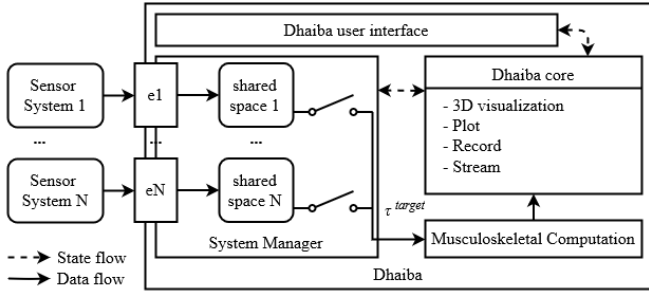 Dhaiba user interface
Sensor
System 1
e1
shared
space 1
Dhaiba core
- 3D visualization
- Plot
- Record
- Stream
...
...
...
Sensor
System N
eN
shared
space N
τ target
System Manager
Musculoskeletal Computation
State flow
Data flow
Dhaiba